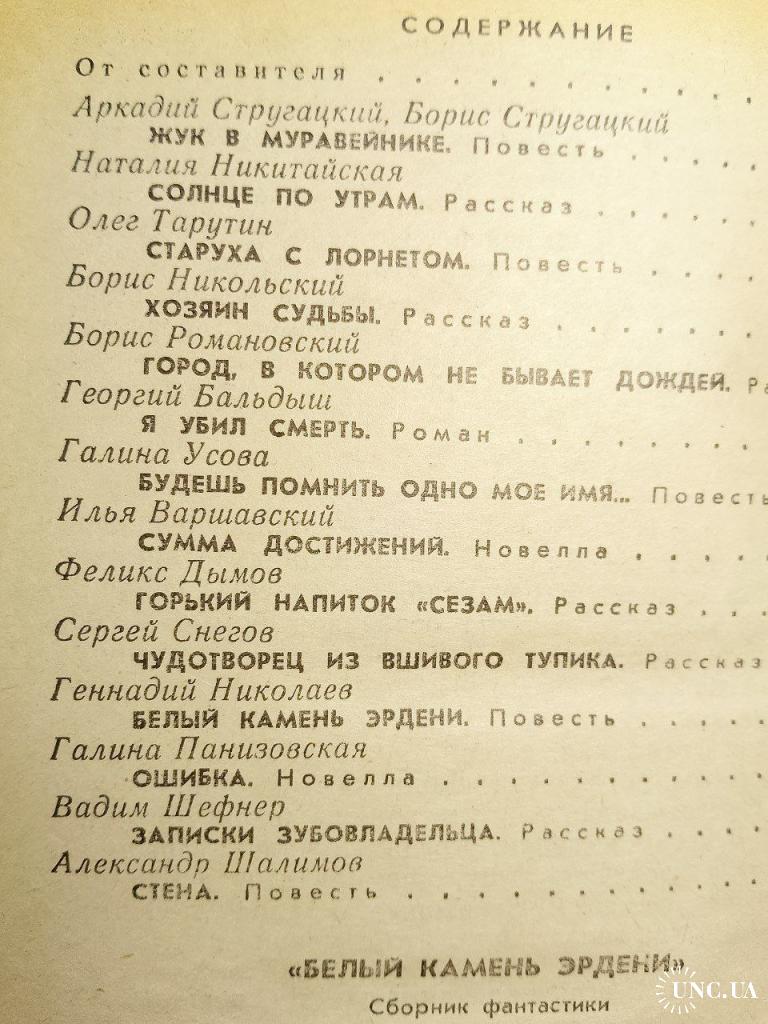 СОДЕРЖАНИЕ
От составителя . . . . . . . . . .
Аркадий Стругацкий, Борис Стругацкий
ЖУК В МУРАВЕЙНИКЕ. Повесть . . . . .
Наталия Никитайская
СОЛНЦЕ ПО УТРАМ. Рассказ . . . . . .
Олег Тарутин
СТАРУХА С ЛОРНЕТОМ. Повесть . . . .
Борис Никольский
ХОЗЯИН СУДЬБЫ. Рассказ . . . . . . .
Борис Романовский
ГОРОД, В КОТОРОМ НЕ БЫВАЕТ ДОЖДЕЙ. Ра
Георгий Бальдыш
Я УБИЛ СМЕРТЬ. Роман . . . . . . . .
Галина Усова
БУДЕШЬ ПОМНИТЬ ОДНО МОЕ ИМЯ... Повесть
Илья Варшавский
СУММА ДОСТИЖЕНИЙ. Новелла . . . . .
Феликс Дымов
ГОРЬКИЙ НАПИТОК «СЕЗАМ». Рассказ . . .
Сергей Снегов
ЧУДОТВОРЕЦ ИЗ ВШИВОГО ТУПИКА. Рассказ
Геннадий Николаев
БЕЛЫЙ КАМЕНЬ ЭРДЕНИ. Повесть . . . . .
Галина Панизовская
ОШИБКА. Новелла . . . . . . . . . .
Вадим Шефнер
ЗАПИСКИ ЗУБОВЛАДЕЛЬЦА. Рассказ . . . .
Александр Шалимов
СТЕНА. Повесть . . . . . . . . . . .
«БЕЛЫЙ КАМЕНЬ ЭРДЕНИ»
Сборник фантастики
UNC.UA